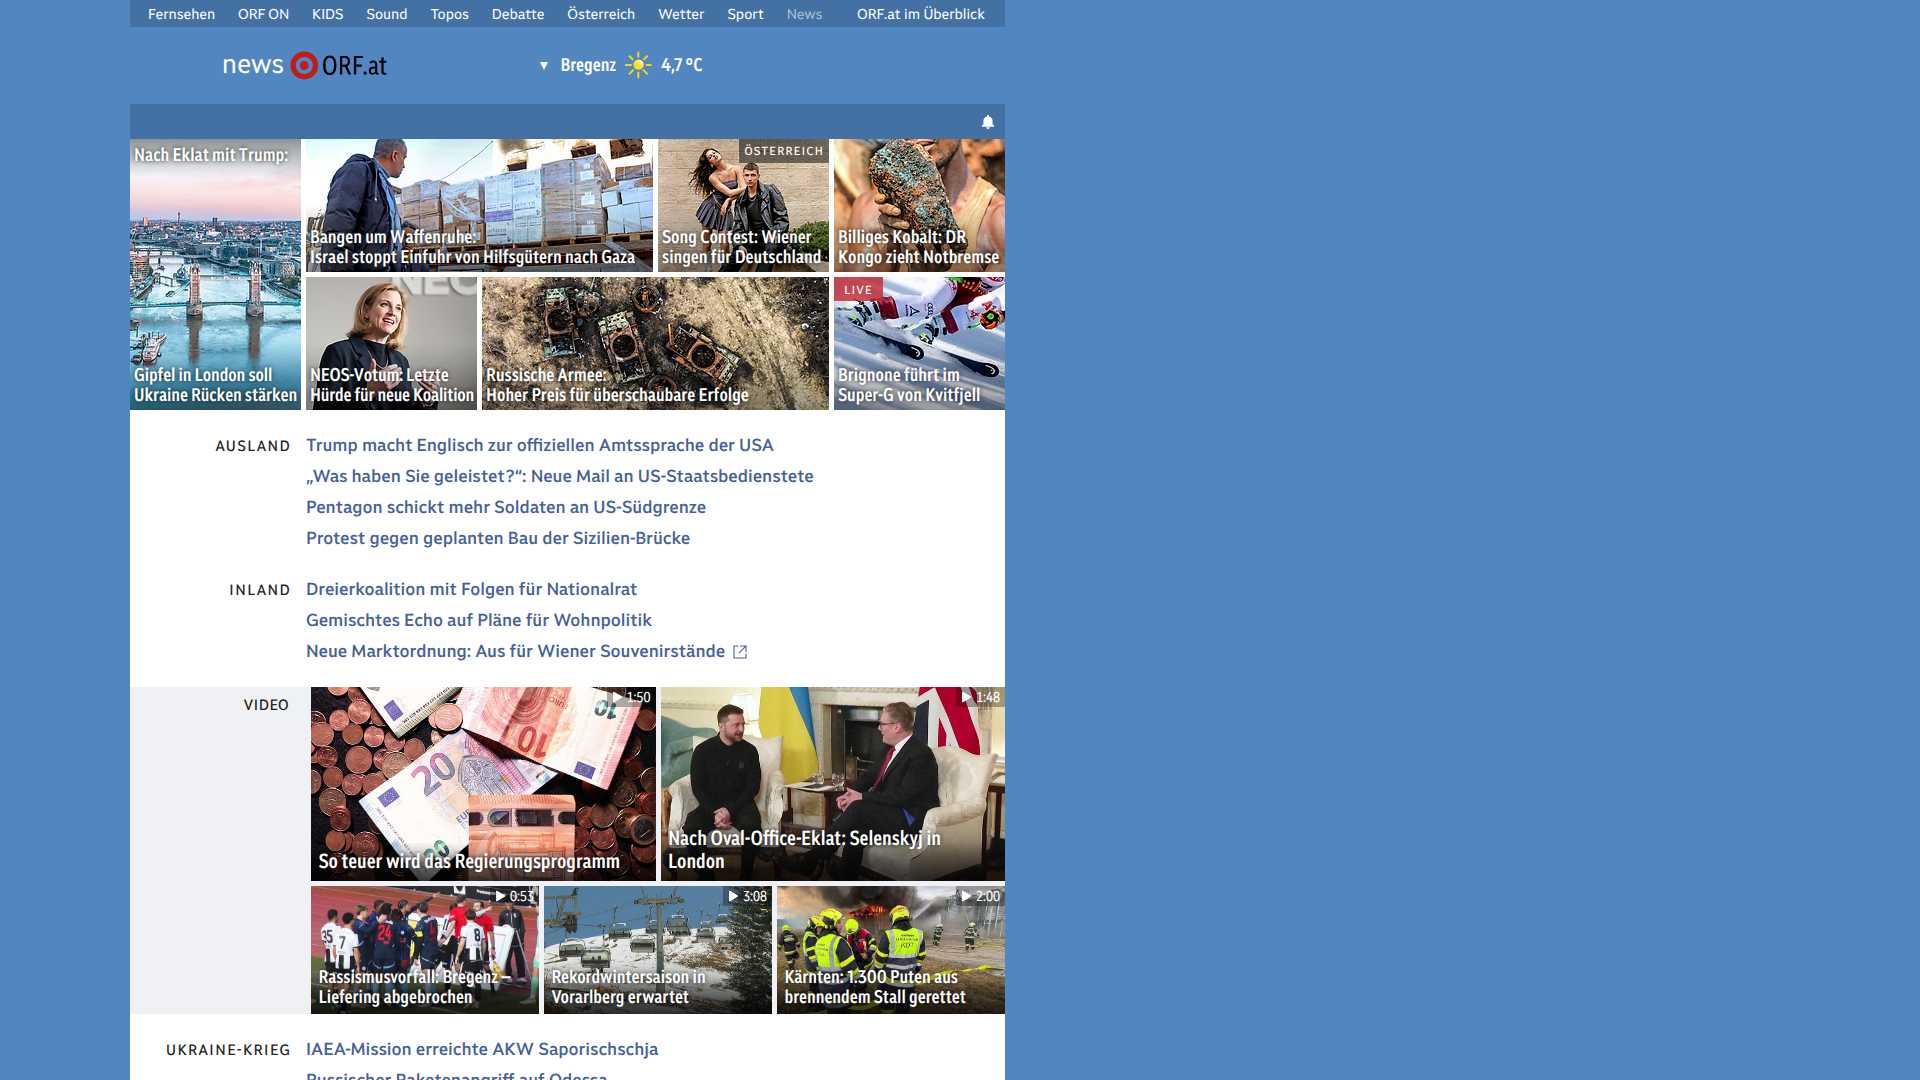 Fernsehen ORF ON KIDS Sound Topos Debatte Österreich Wetter Sport News ORF.at im Überblick
news ORF.at
Bregenz 4,7 °C
Nach Eklat mit Trump:
Gipfel in London soll
Ukraine Rücken stärken
Bangen um Waffenruhe:
Israel stoppt Einfuhr von Hilfsgütern nach Gaza
ÖSTERREICH
Song Contest: Wiener
singen für Deutschland
Billiges Kobalt: DR
Kongo zieht Notbremse
NEOS
NEOS-Votum: Letzte
Hürde für neue Koalition
Russische Armee:
Hoher Preis für überschaubare Erfolge
LIVE
Brignone führt im
Super-G von Kvitfjell
AUSLAND
Trump macht Englisch zur offiziellen Amtssprache der USA
„Was haben Sie geleistet?“: Neue Mail an US-Staatsbedienstete
Pentagon schickt mehr Soldaten an US-Südgrenze
Protest gegen geplanten Bau der Sizilien-Brücke
INLAND
Dreierkoalition mit Folgen für Nationalrat
Gemischtes Echo auf Pläne für Wohnpolitik
Neue Marktordnung: Aus für Wiener Souvenirstände
VIDEO
1:50
So teuer wird das Regierungsprogramm
1:48
Nach Oval-Office-Eklat: Selenskyj in
London
0:53
Rassismusvorfall: Bregenz –
Liefering abgebrochen
3:08
Rekordwintersaison in
Vorarlberg erwartet
2:00
Kärnten: 1.300 Puten aus
brennendem Stall gerettet
UKRAINE-KRIEG
IAEA-Mission erreichte AKW Saporischschja
Russischer Raketenangriff auf Odessa